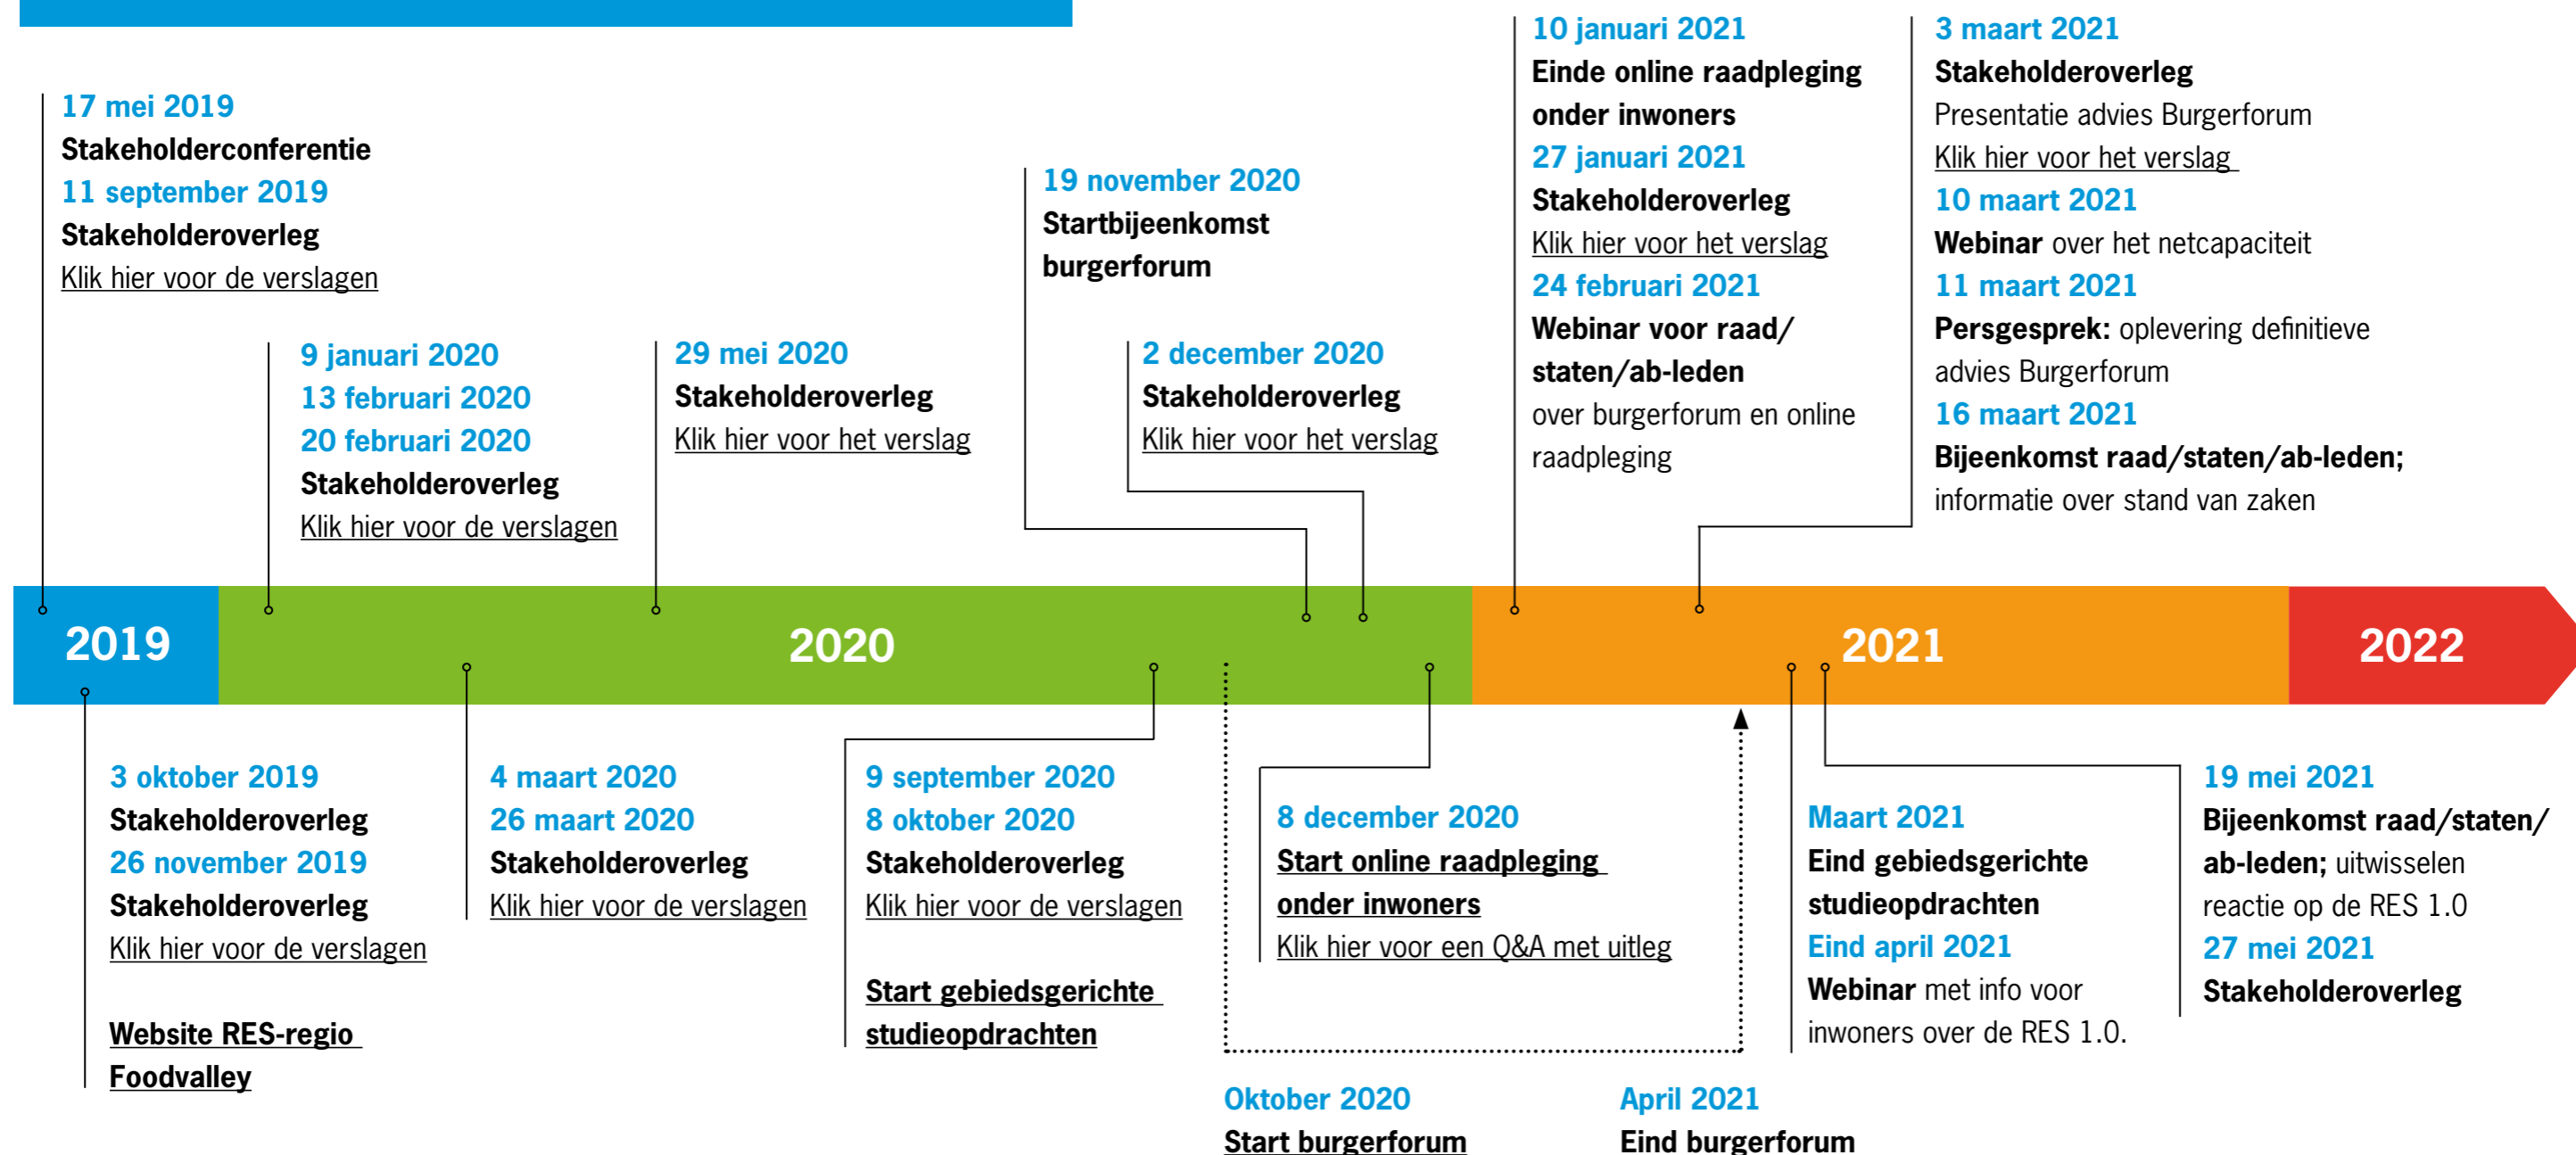 17 mei 2019
Stakeholderconferentie
11 september 2019
Stakeholderoverleg
Klik hier voor de verslagen
9 januari 2020
13 februari 2020
20 februari 2020
Stakeholderoverleg
Klik hier voor de verslagen
29 mei 2020
Stakeholderoverleg
Klik hier voor het verslag
19 november 2020
Startbijeenkomst
burgerforum
2 december 2020
Stakeholderoverleg
Klik hier voor het verslag
10 januari 2021
Einde online raadpleging
onder inwoners
27 januari 2021
Stakeholderoverleg
Klik hier voor het verslag
24 februari 2021
Webinar voor raad/
staten/ab-leden
over burgerforum en online
raadpleging
3 maart 2021
Stakeholderoverleg
Presentatie advies Burgerforum
Klik hier voor het verslag
10 maart 2021
Webinar over het netcapaciteit
11 maart 2021
Persgesprek: oplevering definitieve
advies Burgerforum
16 maart 2021
Bijeenkomst raad/staten/ab-leden;
informatie over stand van zaken
2019
2020
2021
2022
3 oktober 2019
Stakeholderoverleg
26 november 2019
Stakeholderoverleg
Klik hier voor de verslagen
Website RES-regio
Foodvalley
4 maart 2020
26 maart 2020
Stakeholderoverleg
Klik hier voor de verslagen
9 september 2020
8 oktober 2020
Stakeholderoverleg
Klik hier voor de verslagen
Start gebiedsgerichte
studieopdrachten
8 december 2020
Start online raadpleging
onder inwoners
Klik hier voor een Q&A met uitleg
Oktober 2020
Start burgerforum
April 2021
Eind burgerforum
Maart 2021
Eind gebiedsgerichte
studieopdrachten
Eind april 2021
Webinar met info voor
inwoners over de RES 1.0.
19 mei 2021
Bijeenkomst raad/staten/
ab-leden; uitwisselen
reactie op de RES 1.0
27 mei 2021
Stakeholderoverleg